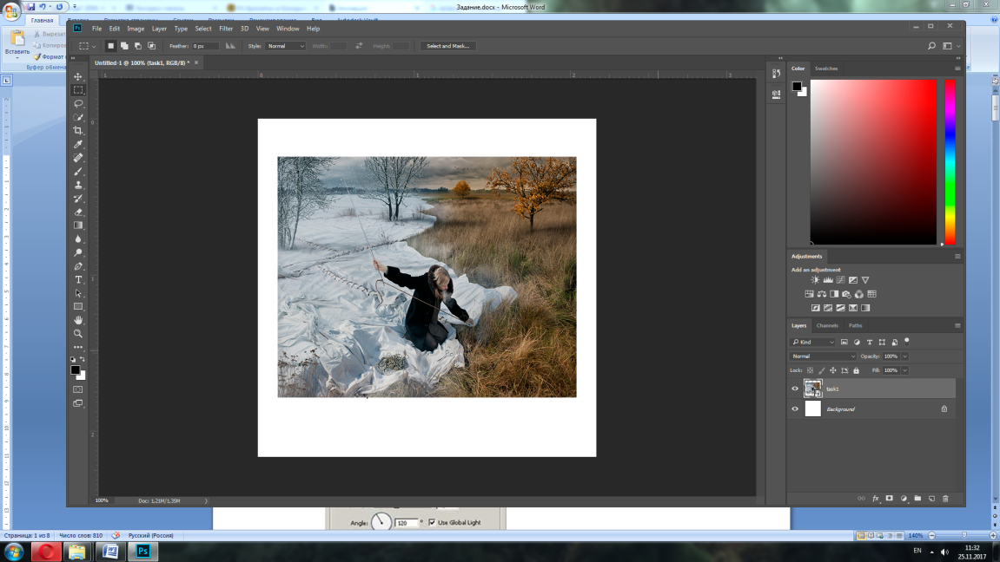 Задание.docx - Microsoft Word
Главная
Вставить
Вырезать
Формат
Буфер обмена
Ps
File Edit Image Layer Type Select Filter 3D View Window Help
Feather: 0 px
Style: Normal
Width:
Height:
Select and Mask...
Untitled-1 @ 100% (task1, RGB/8) * ×
Color Swatches
Adjustments
Add an adjustment
Layers Channels Paths
Kind
Normal Opacity: 100%
Lock: Fill: 100%
task1
Background
100% Doc: 1,21M/1,35M
Angle: 120 ° Use Global Light
Страница: 1 из 8 Число слов: 810 Русский (Россия) 140%
Ps EN 11:32
25.11.2017